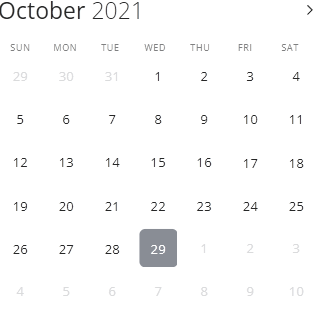 October 2021
SUN MON TUE WED THU FRI SAT
29 30 31 1 2 3 4
5 6 7 8 9 10 11
12 13 14 15 16 17 18
19 20 21 22 23 24 25
26 27 28 29 1 2 3
4 5 6 7 8 9 10